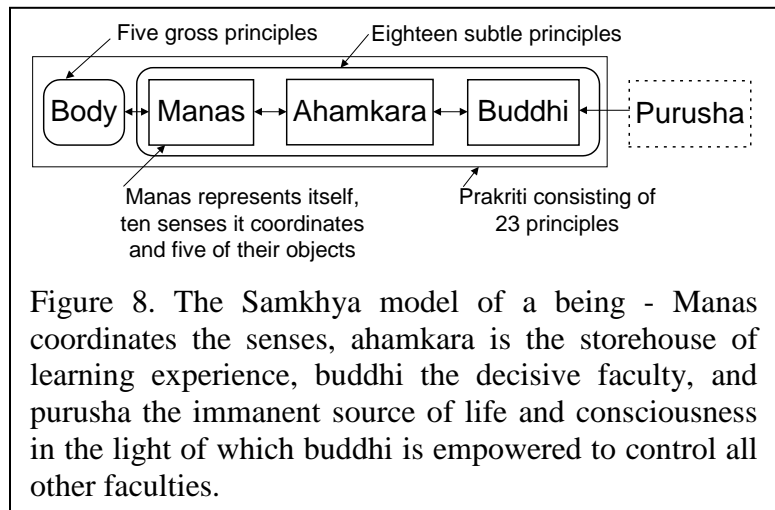 Five gross principles
Eighteen subtle principles
Body
Manas
Ahamkara
Buddhi
Purusha
Manas represents itself,
ten senses it coordinates
and five of their objects
Prakriti consisting of
23 principles
Figure 8. The Samkhya model of a being - Manas
coordinates the senses, ahamkara is the storehouse of
learning experience, buddhi the decisive faculty, and
purusha the immanent source of life and consciousness
in the light of which buddhi is empowered to control all
other faculties.